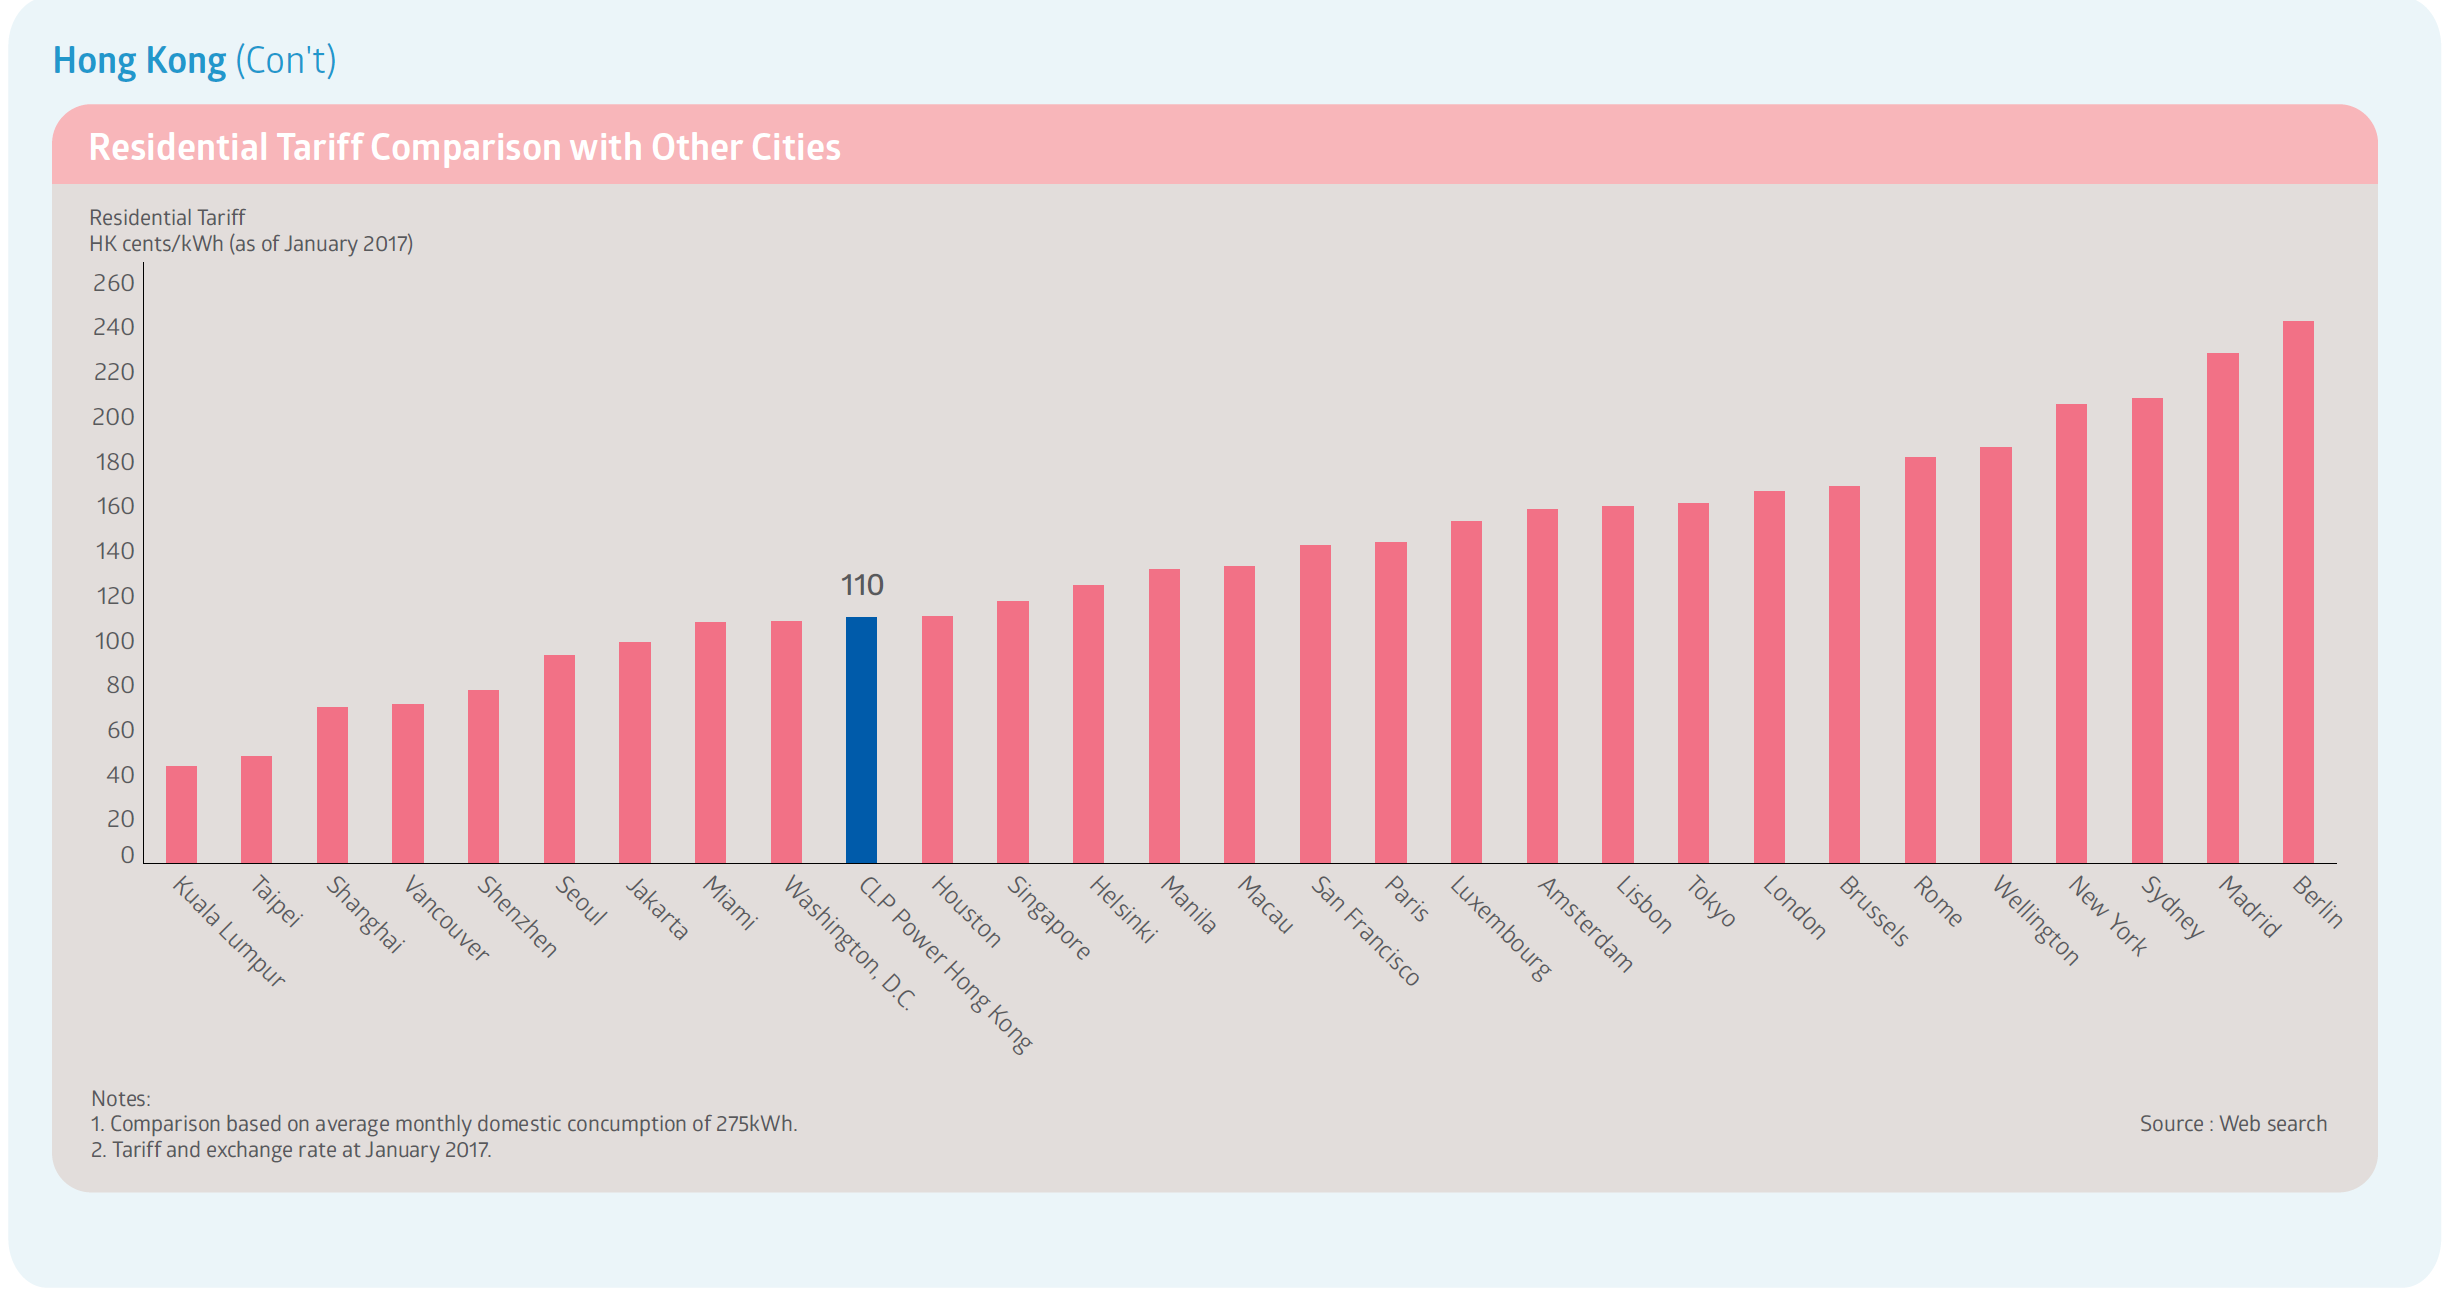 Hong Kong (Con't)
Residential Tariff Comparison with Other Cities
Residential Tariff
HK cents/kWh (as of January 2017)
260
240
220
200
180
160
140
120
100
80
60
40
20
0
110
Kuala Lumpur
Taipei
Shanghai
Vancouver
Shenzhen
Seoul
Jakarta
Miami
Washington, D.C.
CLP Power Hong Kong
Houston
Singapore
Helsinki
Manila
Macau
San Francisco
Paris
Luxembourg
Amsterdam
Lisbon
Tokyo
London
Brussels
Rome
Wellington
New York
Sydney
Madrid
Berlin
Notes:
1. Comparison based on average monthly domestic concumption of 275kWh.
2. Tariff and exchange rate at January 2017.
Source : Web search